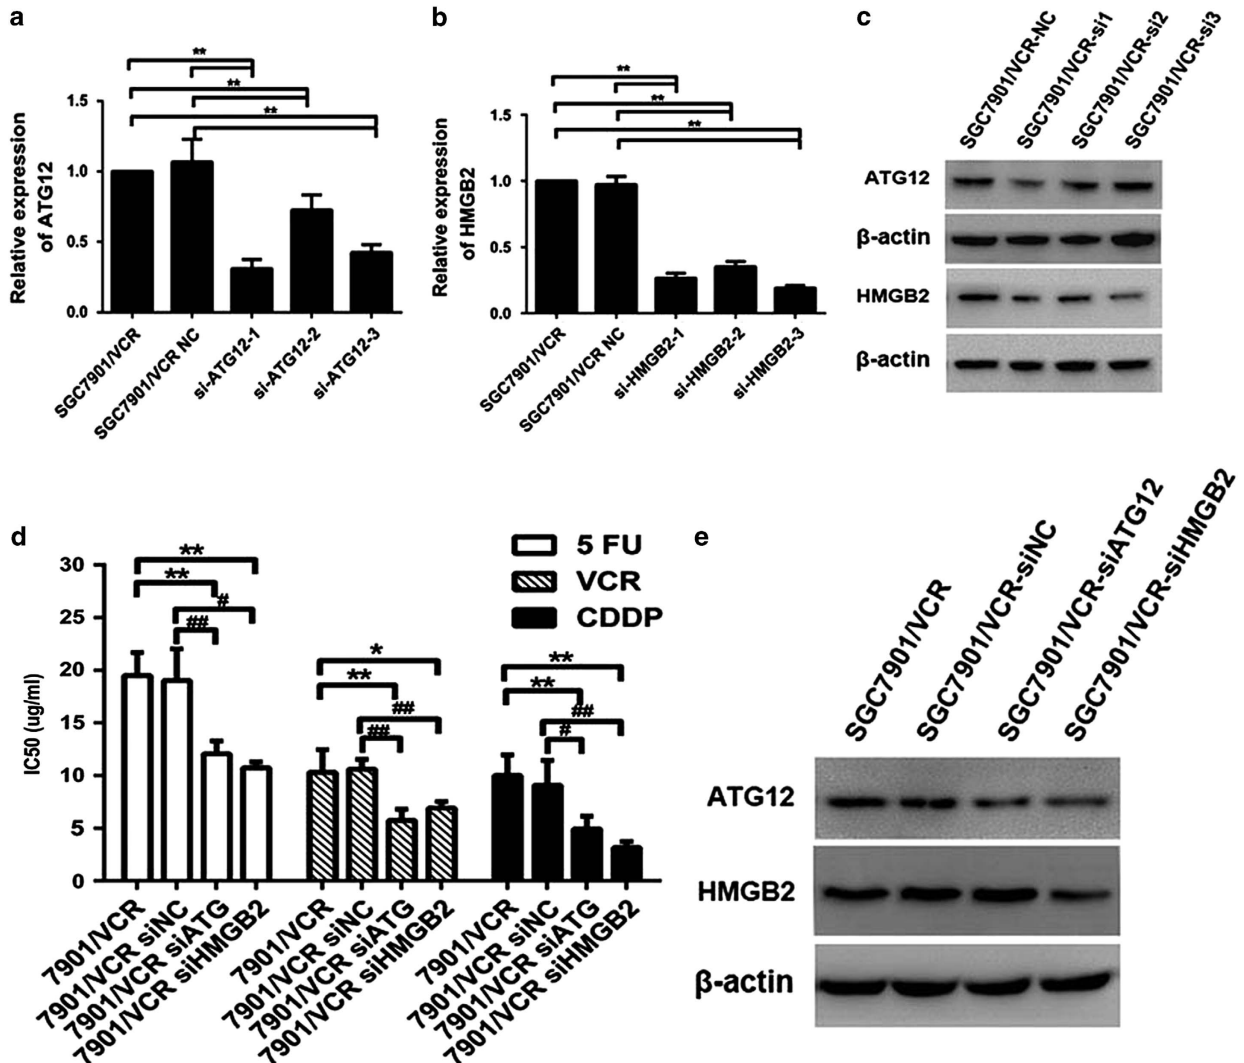 a
**
**
**
1.5
1.0
0.5
0.0
Relative expression
of ATG12
SGC7901/VCR
SGC7901/VCR NC
si-ATG12-1
si-ATG12-2
si-ATG12-3
b
**
**
**
1.5
1.0
0.5
0.0
Relative expression
of HMGB2
SGC7901/VCR
SGC7901/VCR NC
si-HMGB2-1
si-HMGB2-2
si-HMGB2-3
c
SGC7901/VCR-NC
SGC7901/VCR-si1
SGC7901/VCR-si2
SGC7901/VCR-si3
ATG12
β-actin
HMGB2
β-actin
d
5 FU
VCR
CDDP
**
**
#
##
*
**
##
##
**
**
##
#
30
25
20
15
10
5
0
IC50 (ug/ml)
7901/VCR
7901/VCR siNC
7901/VCR siATG
7901/VCR siHMGB2
7901/VCR
7901/VCR siNC
7901/VCR siATG
7901/VCR siHMGB2
7901/VCR
7901/VCR siNC
7901/VCR siATG
7901/VCR siHMGB2
e
SGC7901/VCR
SGC7901/VCR-siNC
SGC7901/VCR-siATG12
SGC7901/VCR-siHMGB2
ATG12
HMGB2
β-actin